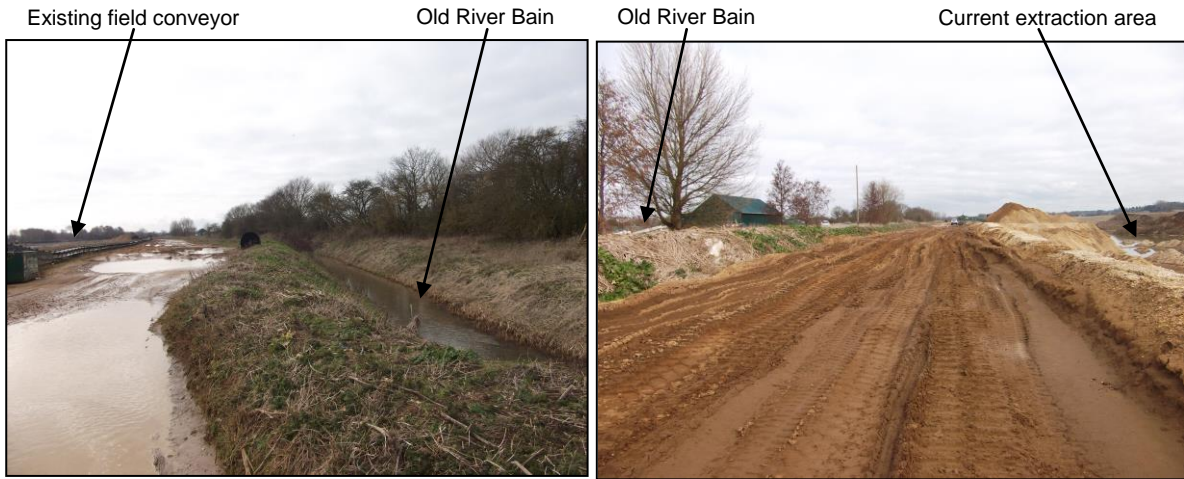 Existing field conveyor
Old River Bain
Old River Bain
Current extraction area